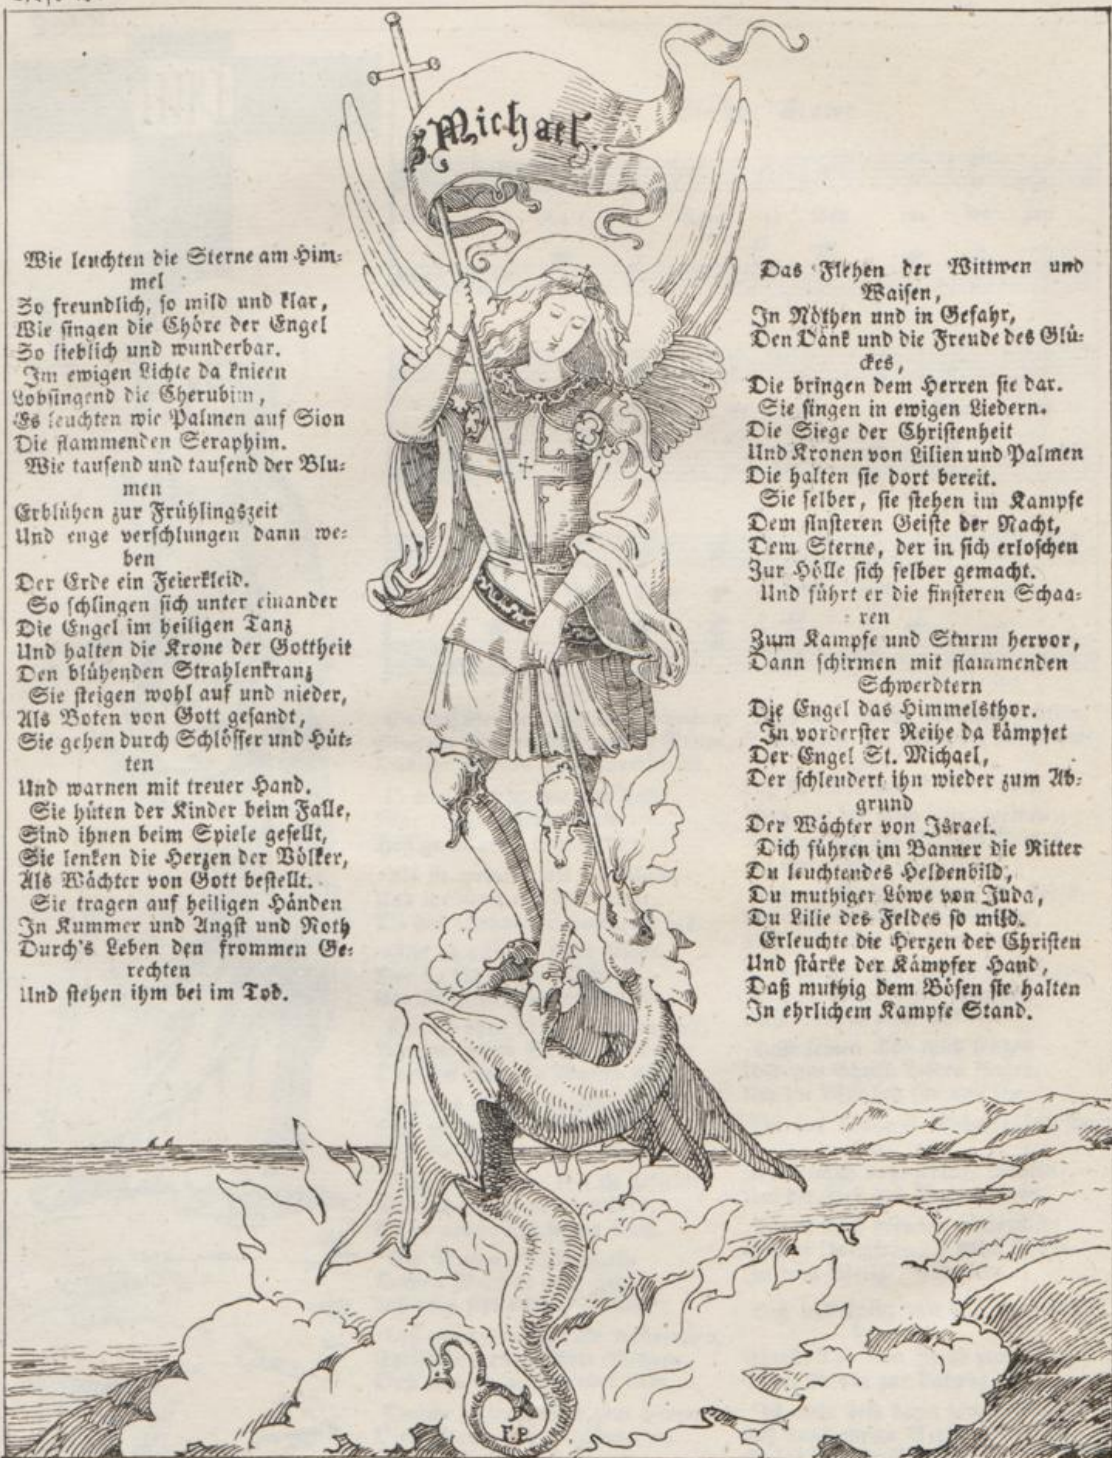 S. Michael.
Wie leuchten die Sterne am Him=
mel
So freundlich, so mild und klar,
Wie singen die Chöre der Engel
So lieblich und wunderbar.
Im ewigen Lichte da knieen
Lobsingend die Cherubim,
Es leuchten wie Palmen auf Sion
Die flammenden Seraphim.
Wie tausend und tausend der Blu=
men
Erblühen zur Frühlingszeit
Und enge verschlungen dann we=
ben
Der Erde ein Feierkleid.
So schlingen sich unter einander
Die Engel im heiligen Tanz
Und halten die Krone der Gottheit
Den blühenden Strahlenkranz
Sie steigen wohl auf und nieder,
Als Boten von Gott gesandt,
Sie gehen durch Schlösser und Hüt=
ten
Und warnen mit treuer Hand.
Sie hüten der Kinder beim Falle,
Sind ihnen beim Spiele gesellt,
Sie lenken die Herzen der Völker,
Als Wächter von Gott bestellt.
Sie tragen auf heiligen Händen
In Kummer und Angst und Noth
Durch's Leben den frommen Ge=
rechten
Und stehen ihm bei im Tod.
Das Flehen der Wittwen und
Waisen,
In Nöthen und in Gefahr,
Den Dank und die Freude des Glü=
ckes,
Die bringen dem Herren sie dar.
Sie singen in ewigen Liedern.
Die Siege der Christenheit
Und Kronen von Lilien und Palmen
Die halten sie dort bereit.
Sie selber, sie stehen im Kampfe
Dem finsteren Geiste der Nacht,
Dem Sterne, der in sich erloschen
Zur Hölle sich selber gemacht.
Und führt er die finsteren Schaa=
ren
Zum Kampfe und Sturm hervor,
Dann schirmen mit flammenden
Schwerdtern
Die Engel das Himmelsthor.
In vorderster Reihe da kämpfet
Der Engel St. Michael,
Der schleudert ihn wieder zum Ab=
grund
Der Wächter von Israel.
Dich führen im Banner die Ritter
Du leuchtendes Heldenbild,
Du muthiger Löwe von Juda,
Du Lilie des Feldes so mild.
Erleuchte die Herzen der Christen
Und stärke der Kämpfer Hand,
Daß muthig dem Bösen sie halten
In ehrlichem Kampfe Stand.
F.P